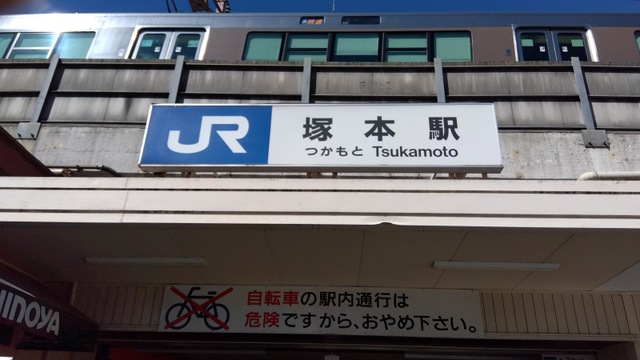 JR
塚本駅
つかもと Tsukamoto
自転車の駅内通行は
危険ですから、おやめ下さい。
HINOYA